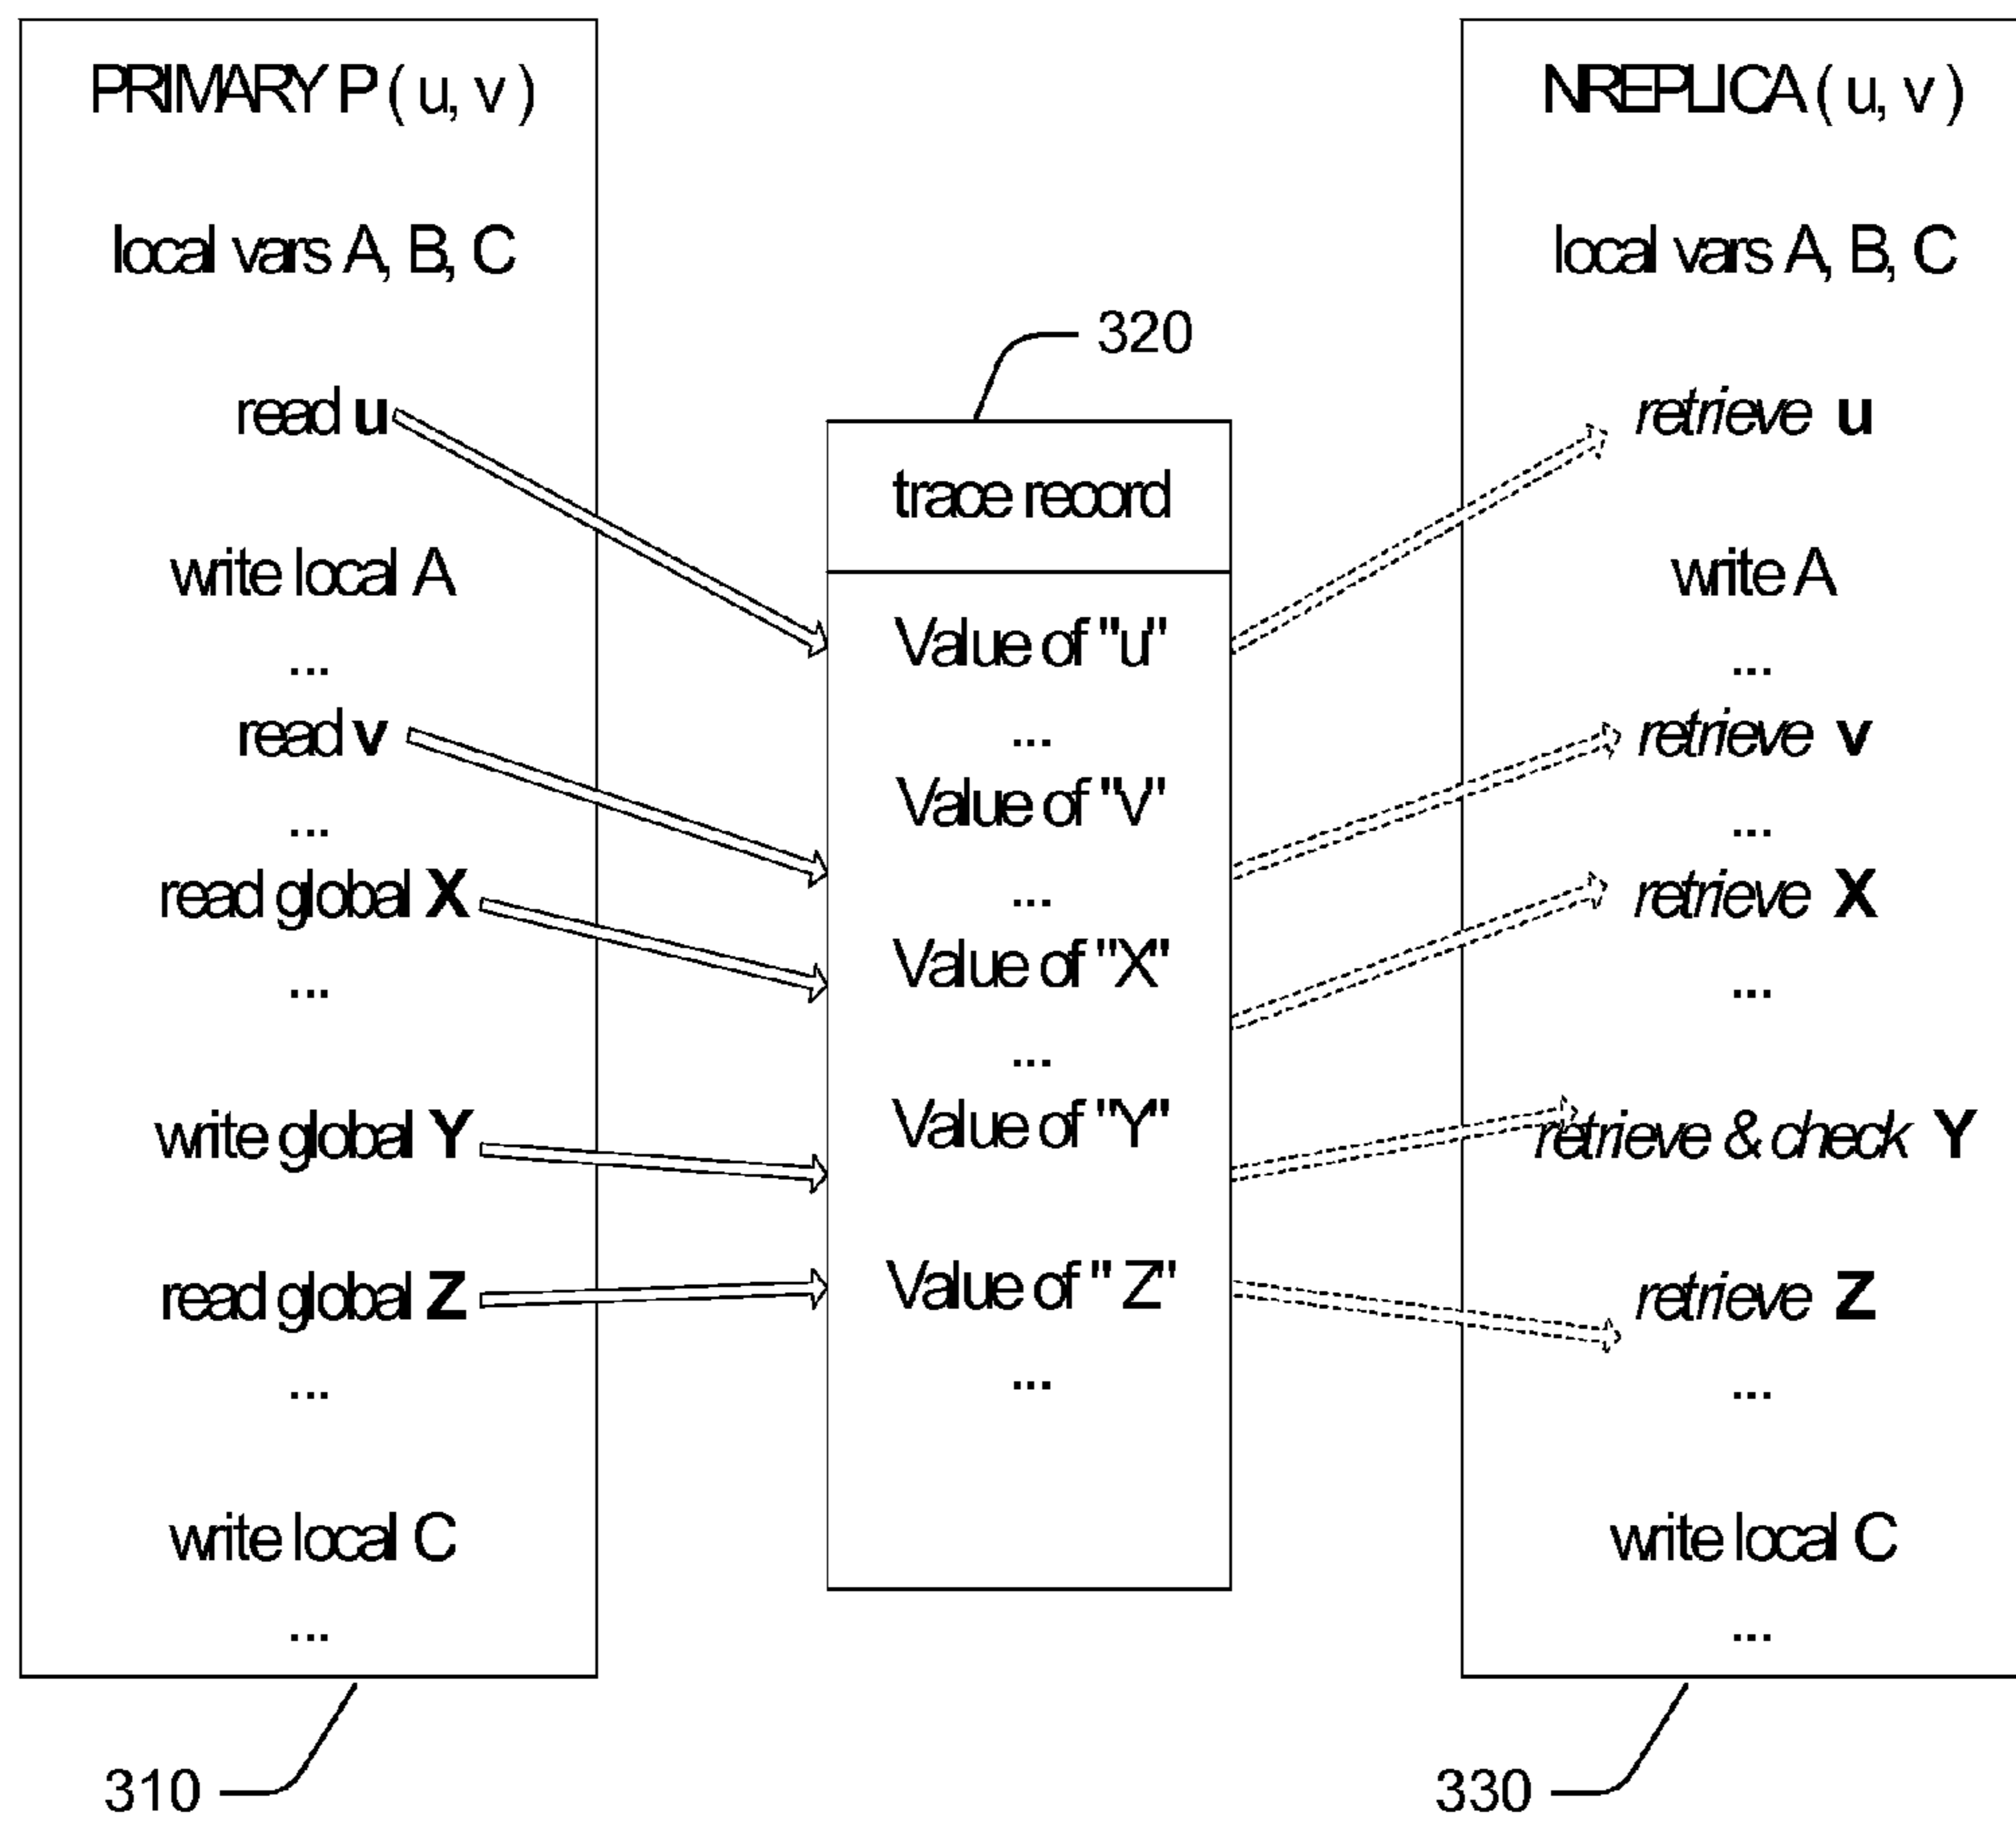 PRIMARY P ( u, v )
local vars A, B, C
read u
write local A
...
read v
...
read global X
...
write global Y
read global Z
...
write local C
...
310
320
trace record
Value of "u"
...
Value of "v"
...
Value of "X"
...
Value of "Y"
Value of " Z"
...
NREPLICA ( u, v )
local vars A, B, C
retrieve u
write A
...
retrieve v
...
retrieve X
...
retrieve & check Y
retrieve Z
...
write local C
...
330